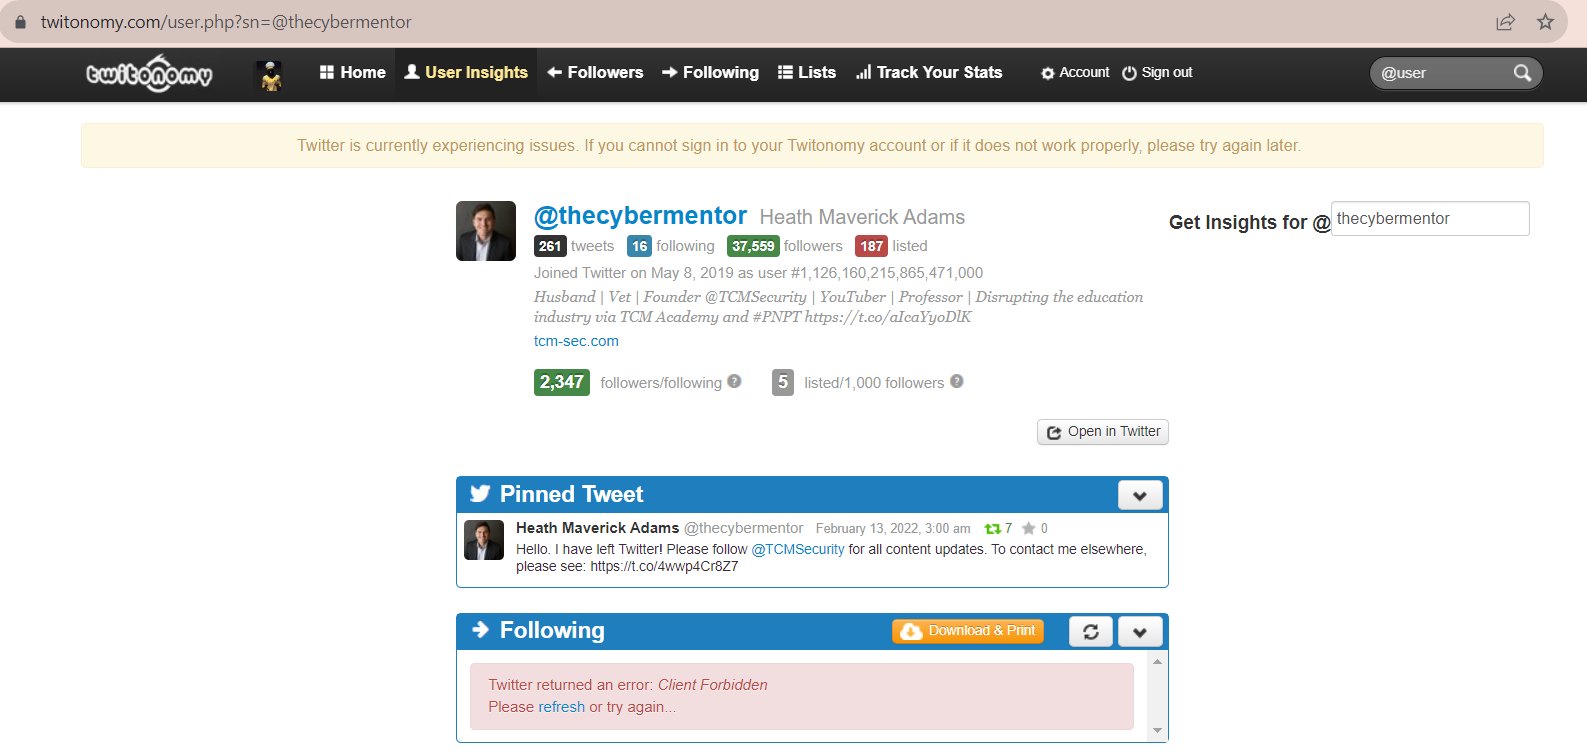 twitonomy.com/user.php?sn=@thecybermentor
twitonomy Home User Insights Followers Following Lists Track Your Stats Account Sign out @user
Twitter is currently experiencing issues. If you cannot sign in to your Twitonomy account or if it does not work properly, please try again later.
@thecybermentor Heath Maverick Adams
Get Insights for @ thecybermentor
261 tweets 16 following 37,559 followers 187 listed
Joined Twitter on May 8, 2019 as user #1,126,160,215,865,471,000
Husband | Vet | Founder @TCMSecurity | YouTuber | Professor | Disrupting the education
industry via TCM Academy and #PNPT https://t.co/aIcaYyoDlK
tcm-sec.com
2,347 followers/following ? 5 listed/1,000 followers ?
Open in Twitter
Pinned Tweet
Heath Maverick Adams @thecybermentor February 13, 2022, 3:00 am 7 0
Hello. I have left Twitter! Please follow @TCMSecurity for all content updates. To contact me elsewhere,
please see: https://t.co/4wwp4Cr8Z7
Following Download & Print
Twitter returned an error: Client Forbidden
Please refresh or try again...